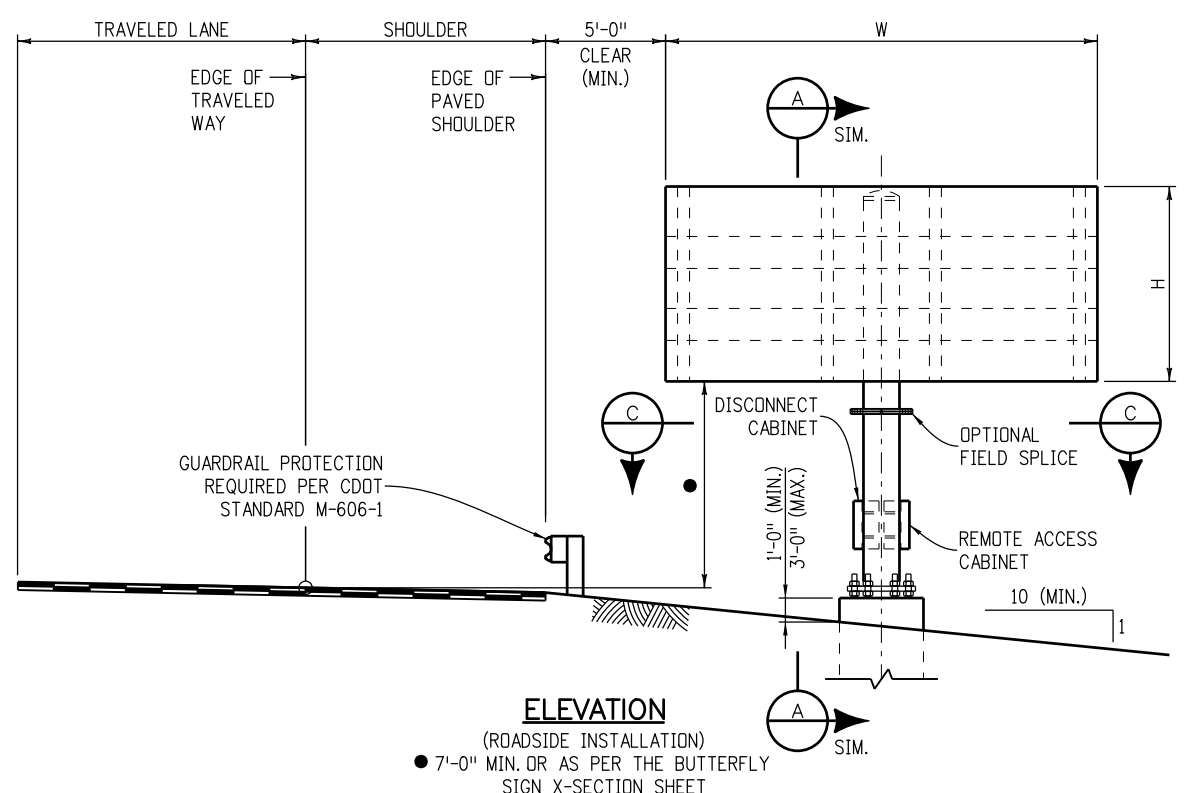 TRAVELED LANE
SHOULDER
5'-0"
CLEAR
(MIN.)
W
EDGE OF
TRAVELED
WAY
EDGE OF
PAVED
SHOULDER
A
SIM.
H
C
DISCONNECT
CABINET
C
OPTIONAL
FIELD SPLICE
GUARDRAIL PROTECTION
REQUIRED PER CDOT
STANDARD M-606-1
1'-0" (MIN.)
3'-0" (MAX.)
REMOTE ACCESS
CABINET
10 (MIN.)
1
A
SIM.
ELEVATION
(ROADSIDE INSTALLATION)
● 7'-0" MIN. OR AS PER THE BUTTERFLY
SIGN X-SECTION SHEET